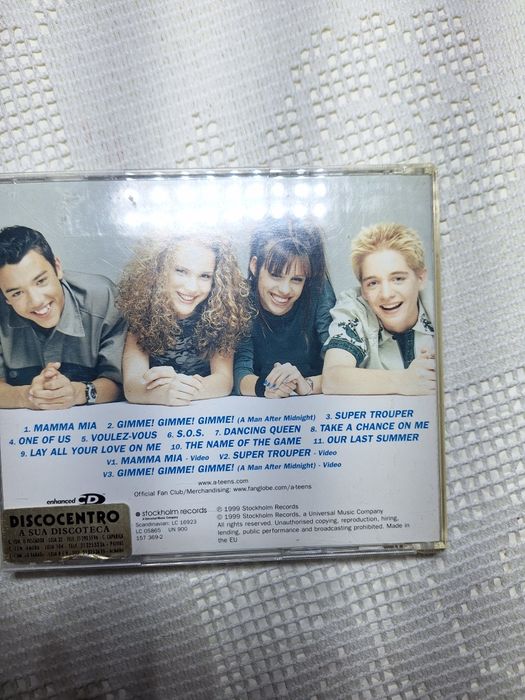 1. MAMMA MIA 2. GIMME! GIMME! GIMME! (A Man After Midnight) 3. SUPER TROUPER
4. ONE OF US 5. VOULEZ-VOUS 6. S.O.S. 7. DANCING QUEEN 8. TAKE A CHANCE ON ME
9. LAY ALL YOUR LOVE ON ME 10. THE NAME OF THE GAME 11. OUR LAST SUMMER
V1. MAMMA MIA - Video V2. SUPER TROUPER - Video
V3. GIMME! GIMME! GIMME! (A Man After Midnight) - Video
www.a-teens.com
Official Fan Club/Merchandising: www.fanglobe.com/a-teens
enhanced CD
DISCOCENTRO
A SUA DISCOTECA
stockholm records
A Universal Music Company
Scandinavian: LC 16923
LC 05865 UN 900
157 369-2
℗ 1999 Stockholm Records
© 1999 Stockholm Records, a Universal Music Company
All rights reserved. Unauthorised copying, reproduction, hiring,
lending, public performance and broadcasting prohibited. Made in
the EU